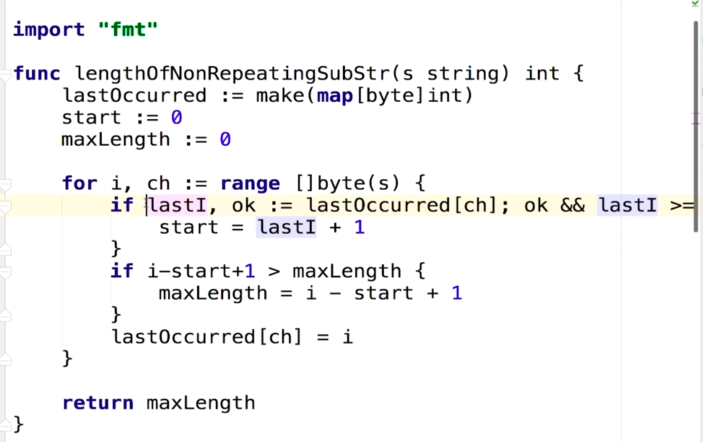 import "fmt"
func lengthOfNonRepeatingSubStr(s string) int {
    lastOccurred := make(map[byte]int)
    start := 0
    maxLength := 0
    for i, ch := range []byte(s) {
        if lastI, ok := lastOccurred[ch]; ok && lastI >=
            start = lastI + 1
        }
        if i-start+1 > maxLength {
            maxLength = i - start + 1
        }
        lastOccurred[ch] = i
    }
    return maxLength
}